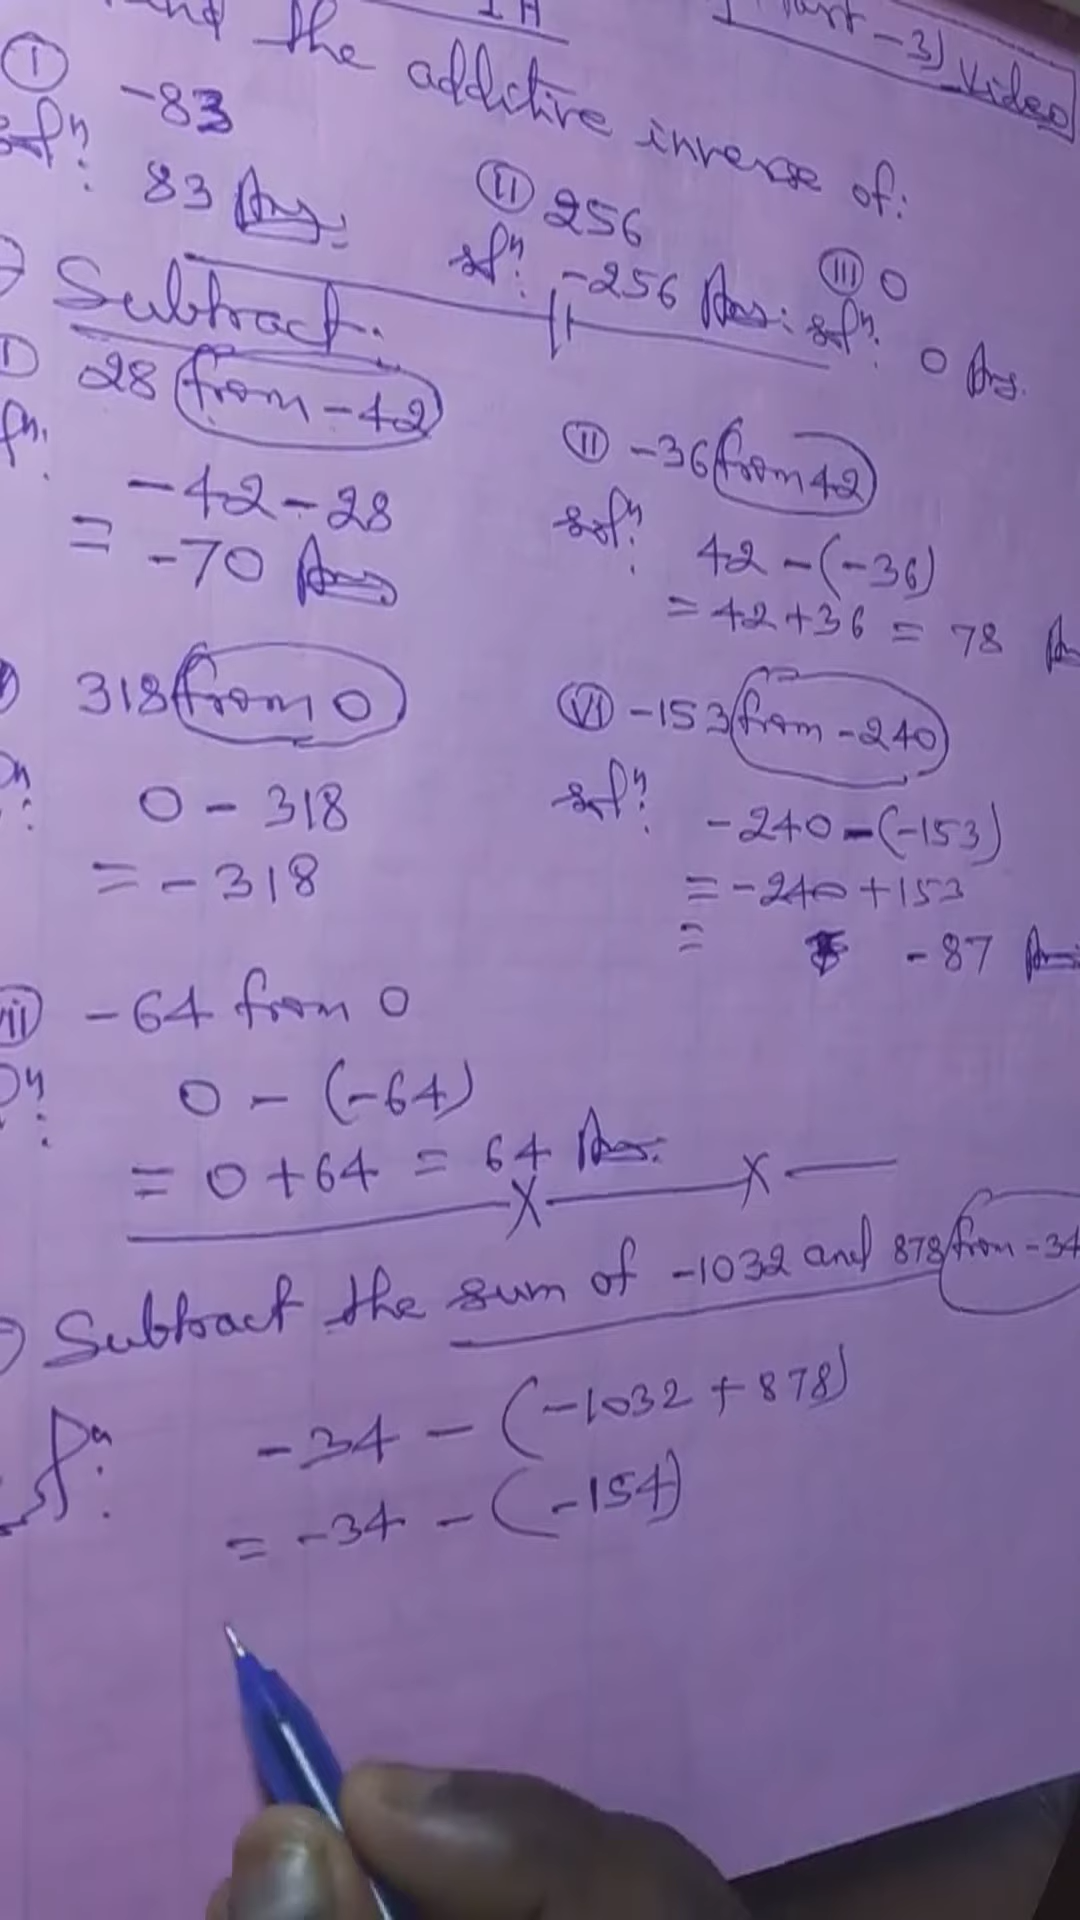 1A
(Part-3) Video
the additive inverse of:
(I) -83
Solⁿ: 83 Ans:
(II) 256
Solⁿ: -256 Ans:
(III) 0
Solⁿ: 0 Ans.
Subtract.
28 from -42
-42-28
= -70 Ans
(II) -36 from 42
Solⁿ: 42-(-36)
= 42+36 = 78
318 from 0
0 - 318
= -318
(VI) -153 from -240
Solⁿ: -240-(-153)
= -240+153
= -87 Ans:
-64 from 0
0 - (-64)
= 0+64 = 64 Ans.
X X
Subtract the sum of -1032 and 878 from -34
Solⁿ: -34 - (-1032 + 878)
= -34 - (-154)